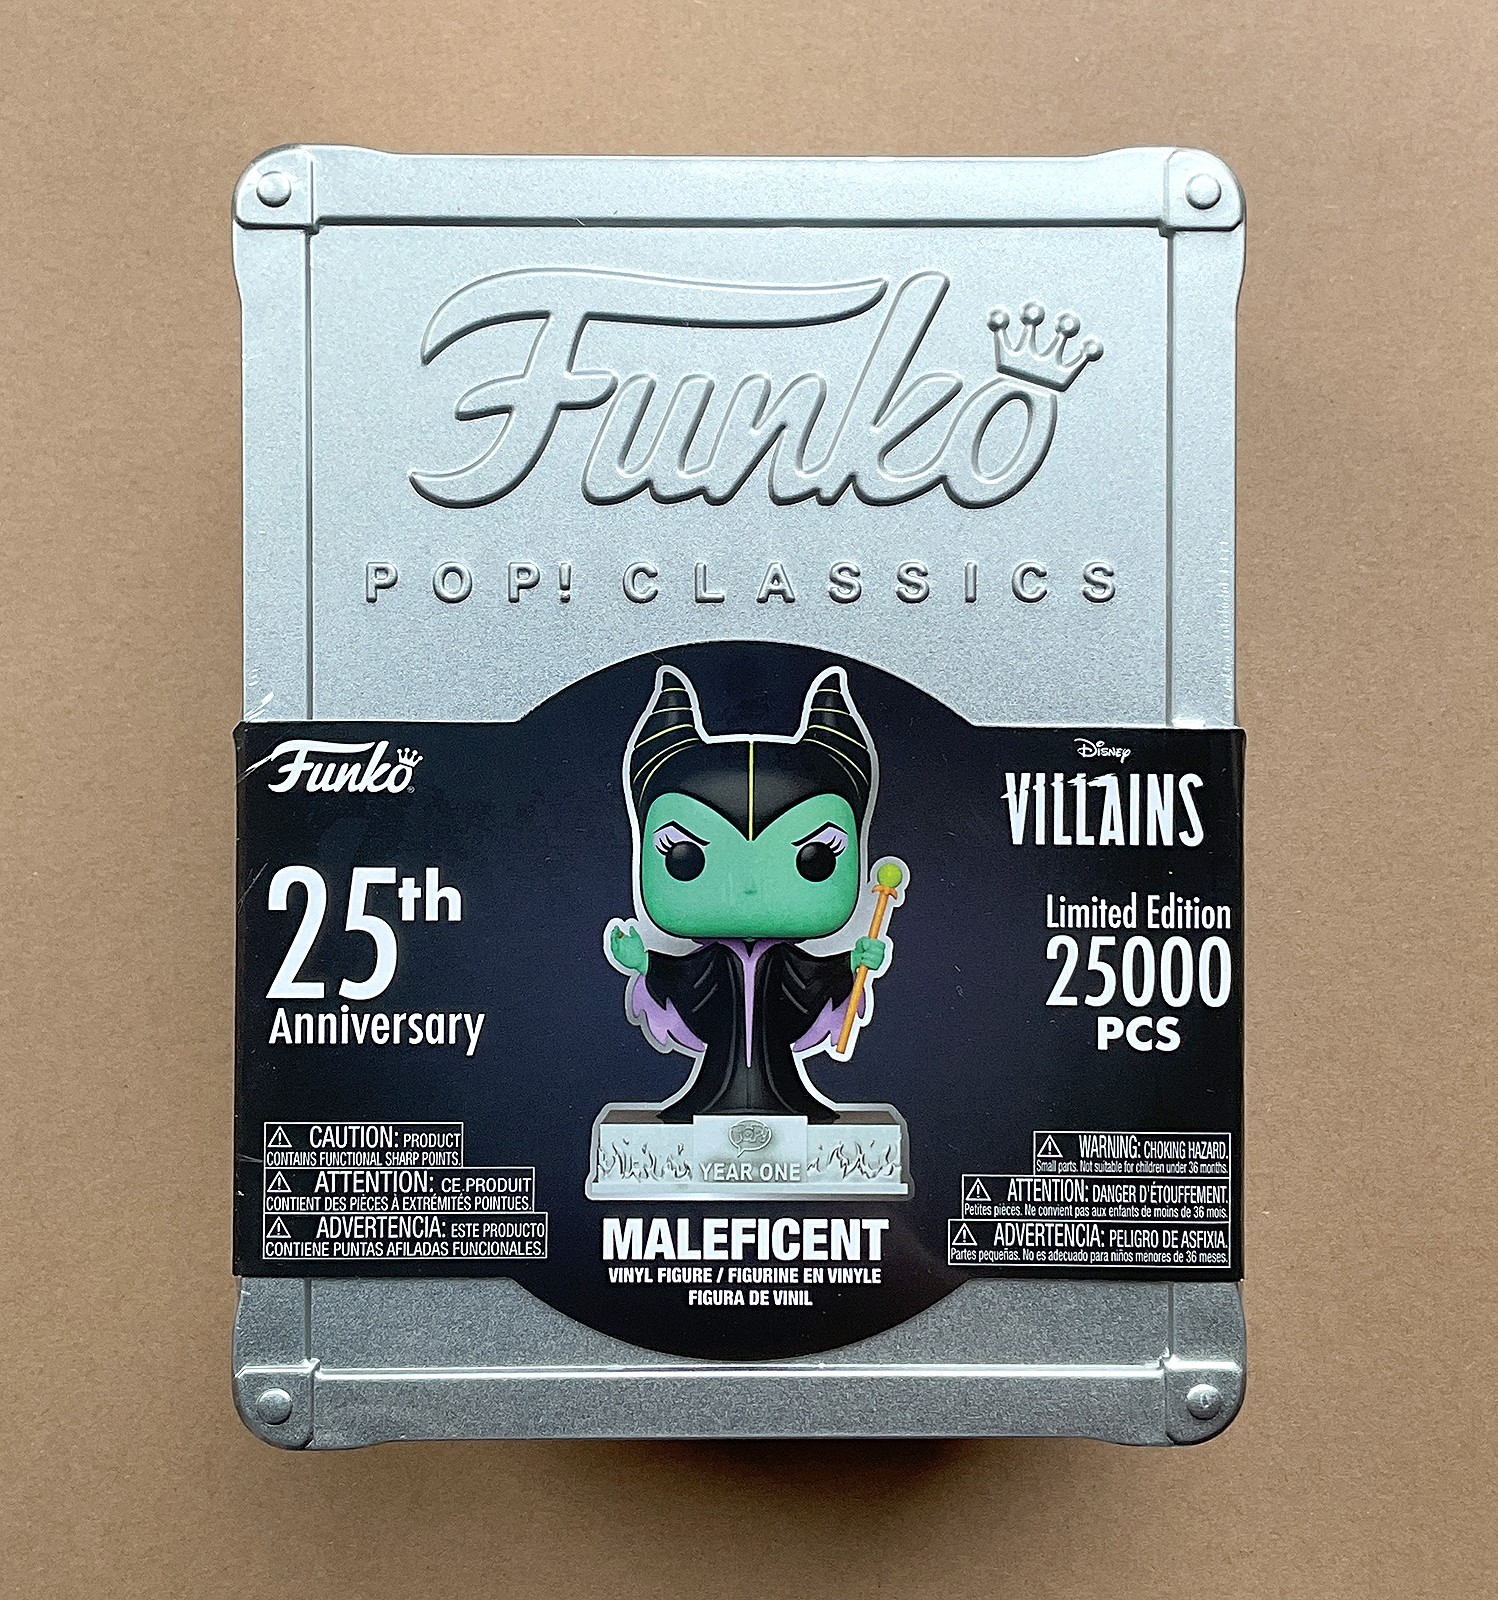 Funko
POP! CLASSICS
Funko
25th
Anniversary
Disney
VILLAINS
Limited Edition
25000
PCS
CAUTION: PRODUCT
CONTAINS FUNCTIONAL SHARP POINTS.
ATTENTION: CE PRODUIT
CONTIENT DES PIÈCES À EXTRÉMITÉS POINTUES.
ADVERTENCIA: ESTE PRODUCTO
CONTIENE PUNTAS AFILADAS FUNCIONALES.
POP!
YEAR ONE
MALEFICENT
VINYL FIGURE / FIGURINE EN VINYLE
FIGURA DE VINIL
WARNING: CHOKING HAZARD.
Small parts. Not suitable for children under 36 months.
ATTENTION: DANGER D'ÉTOUFFEMENT.
Petites pièces. Ne convient pas aux enfants de moins de 36 mois.
ADVERTENCIA: PELIGRO DE ASFIXIA.
Partes pequeñas. No es adecuado para niños menores de 36 meses.